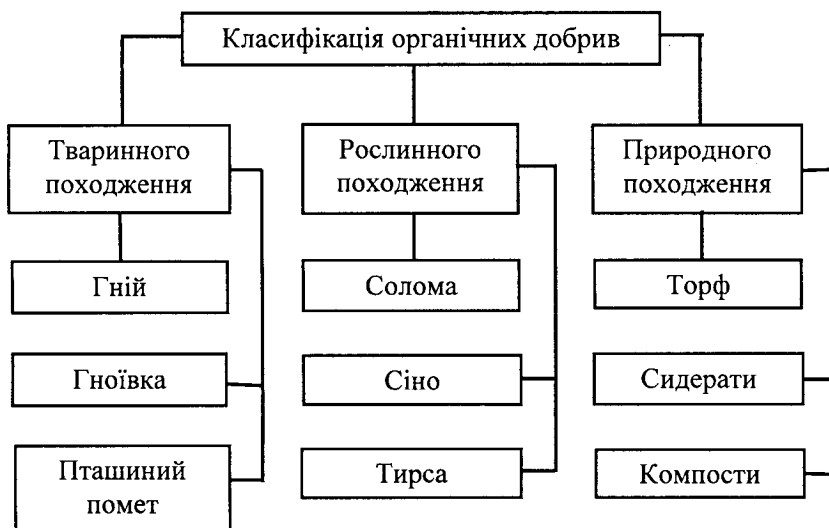 Класифікація органічних добрив
Тваринного
походження
Рослинного
походження
Природного
походження
Гній
Солома
Торф
Гноївка
Сіно
Сидерати
Пташиний
помет
Тирса
Компости